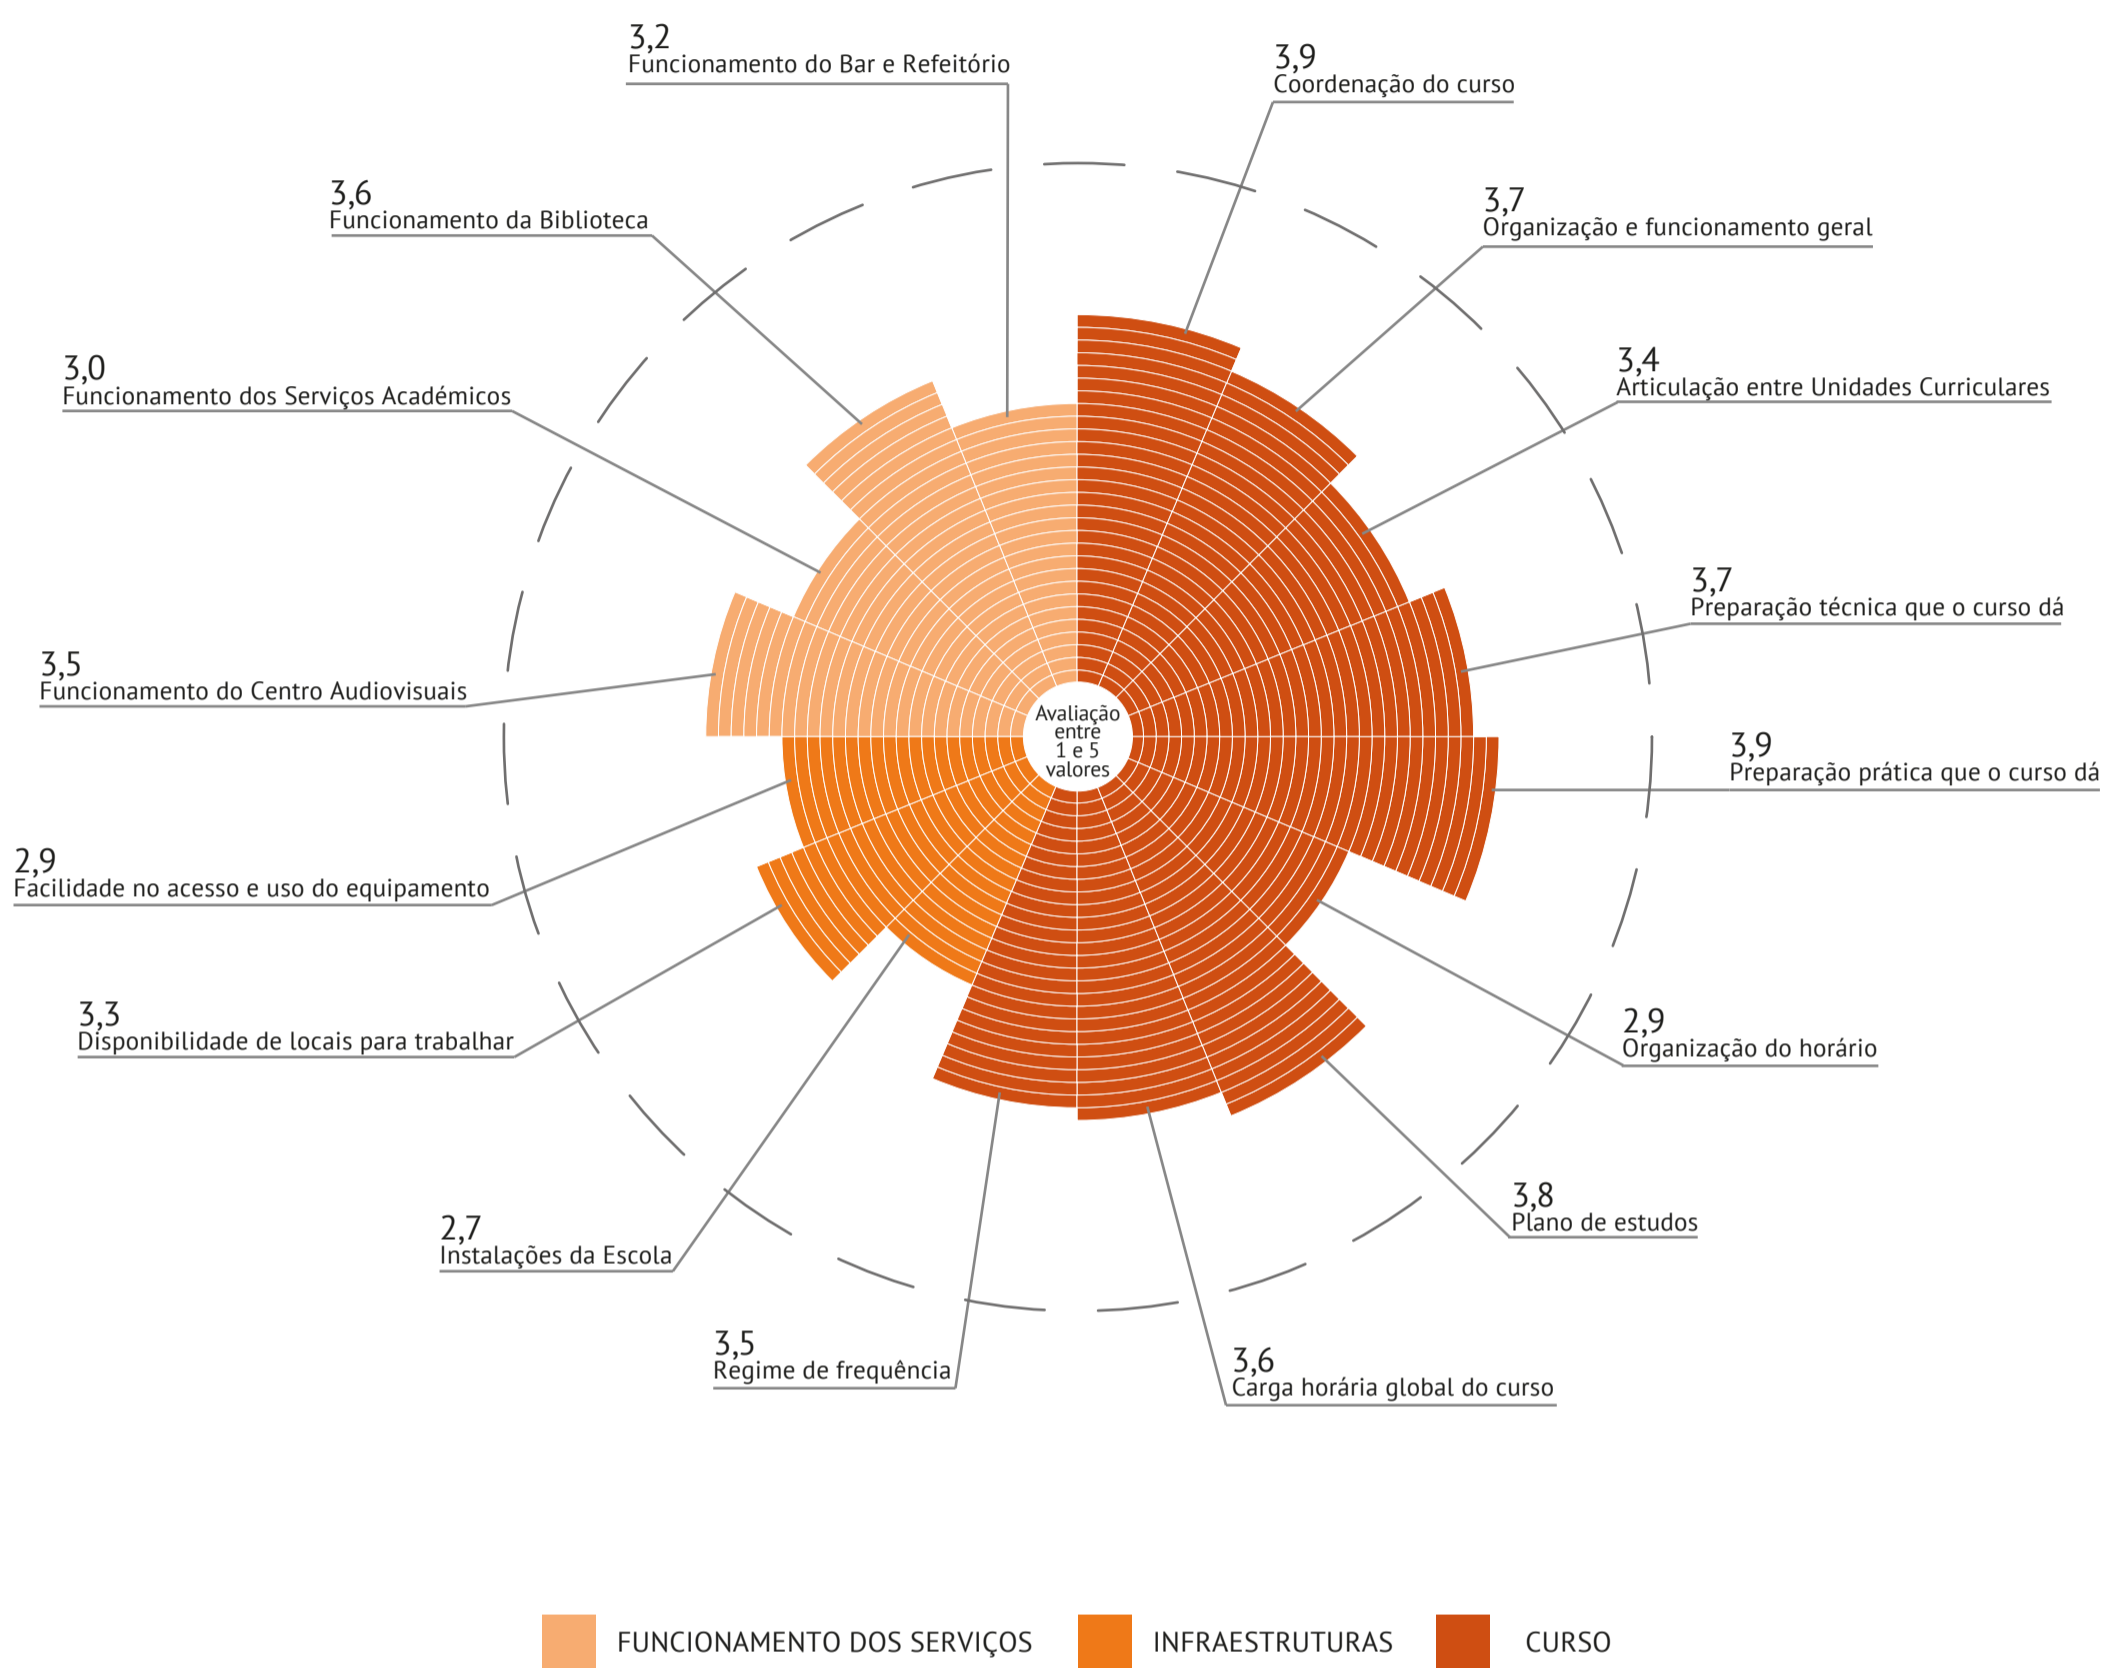 3,2
Funcionamento do Bar e Refeitório
3,9
Coordenação do curso
3,6
Funcionamento da Biblioteca
3,7
Organização e funcionamento geral
3,0
Funcionamento dos Serviços Académicos
3,4
Articulação entre Unidades Curriculares
3,7
Preparação técnica que o curso dá
3,5
Funcionamento do Centro Audiovisuais
Avaliação
entre
1 e 5
valores
3,9
Preparação prática que o curso dá
2,9
Facilidade no acesso e uso do equipamento
3,3
Disponibilidade de locais para trabalhar
2,9
Organização do horário
3,8
Plano de estudos
2,7
Instalações da Escola
3,5
Regime de frequência
3,6
Carga horária global do curso
FUNCIONAMENTO DOS SERVIÇOS
INFRAESTRUTURAS
CURSO